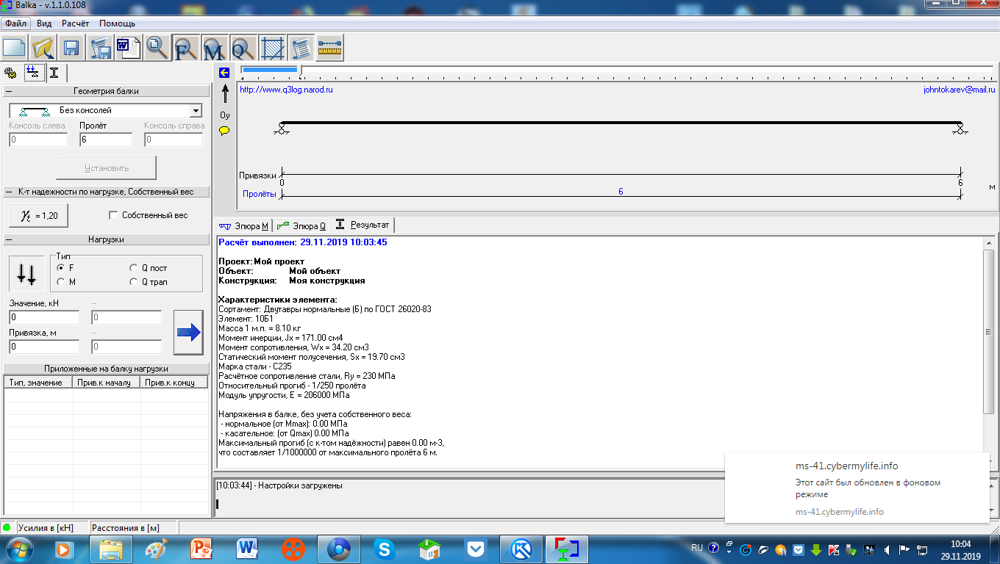 Balka - v.1.1.0.108
Файл Вид Расчёт Помощь
W F M Q
Геометрия балки
Без консолей
Консоль слева Пролёт Консоль справа
0 6 0
Установить
К-т надежности по нагрузке, Собственный вес
γt = 1,20 Собственный вес
Нагрузки
Тип
F Q пост
M Q трап
Значение, кН --
0 0
Привязка, м --
0 0
Приложенные на балку нагрузки
Тип, значение Прив.к началу Прив.к концу
Oy
http://www.q3log.narod.ru johntokarev@mail.ru
Привязки
0 6 м
Пролёты 6
Эпюра M Эпюра Q Результат
Расчёт выполнен: 29.11.2019 10:03:45
Проект: Мой проект
Объект: Мой объект
Конструкция: Моя конструкция
Характеристики элемента:
Сортамент: Двутавры нормальные (Б) по ГОСТ 26020-83
Элемент: 10Б1
Масса 1 м.п. = 8.10 кг
Момент инерции, Jx = 171.00 см4
Момент сопротивления, Wx = 34.20 см3
Статический момент полусечения, Sx = 19.70 см3
Марка стали - С235
Расчётное сопротивление стали, Ry = 230 МПа
Относительный прогиб - 1/250 пролёта
Модуль упругости, E = 206000 МПа
Напряжения в балке, без учета собственного веса:
- нормальное (от Mmax): 0.00 МПа
- касательное: (от Qmax) 0.00 МПа
Максимальный прогиб (с к-том надёжности) равен 0.00 м-3,
что составляет 1/1000000 от максимального пролёта 6 м.
[10:03:44] - Настройки загружены
ms-41.cybermylife.info
Этот сайт был обновлен в фоновом
режиме
ms-41.cybermylife.info
Усилия в [кН] Расстояния в [м]
RU
10:04
29.11.2019